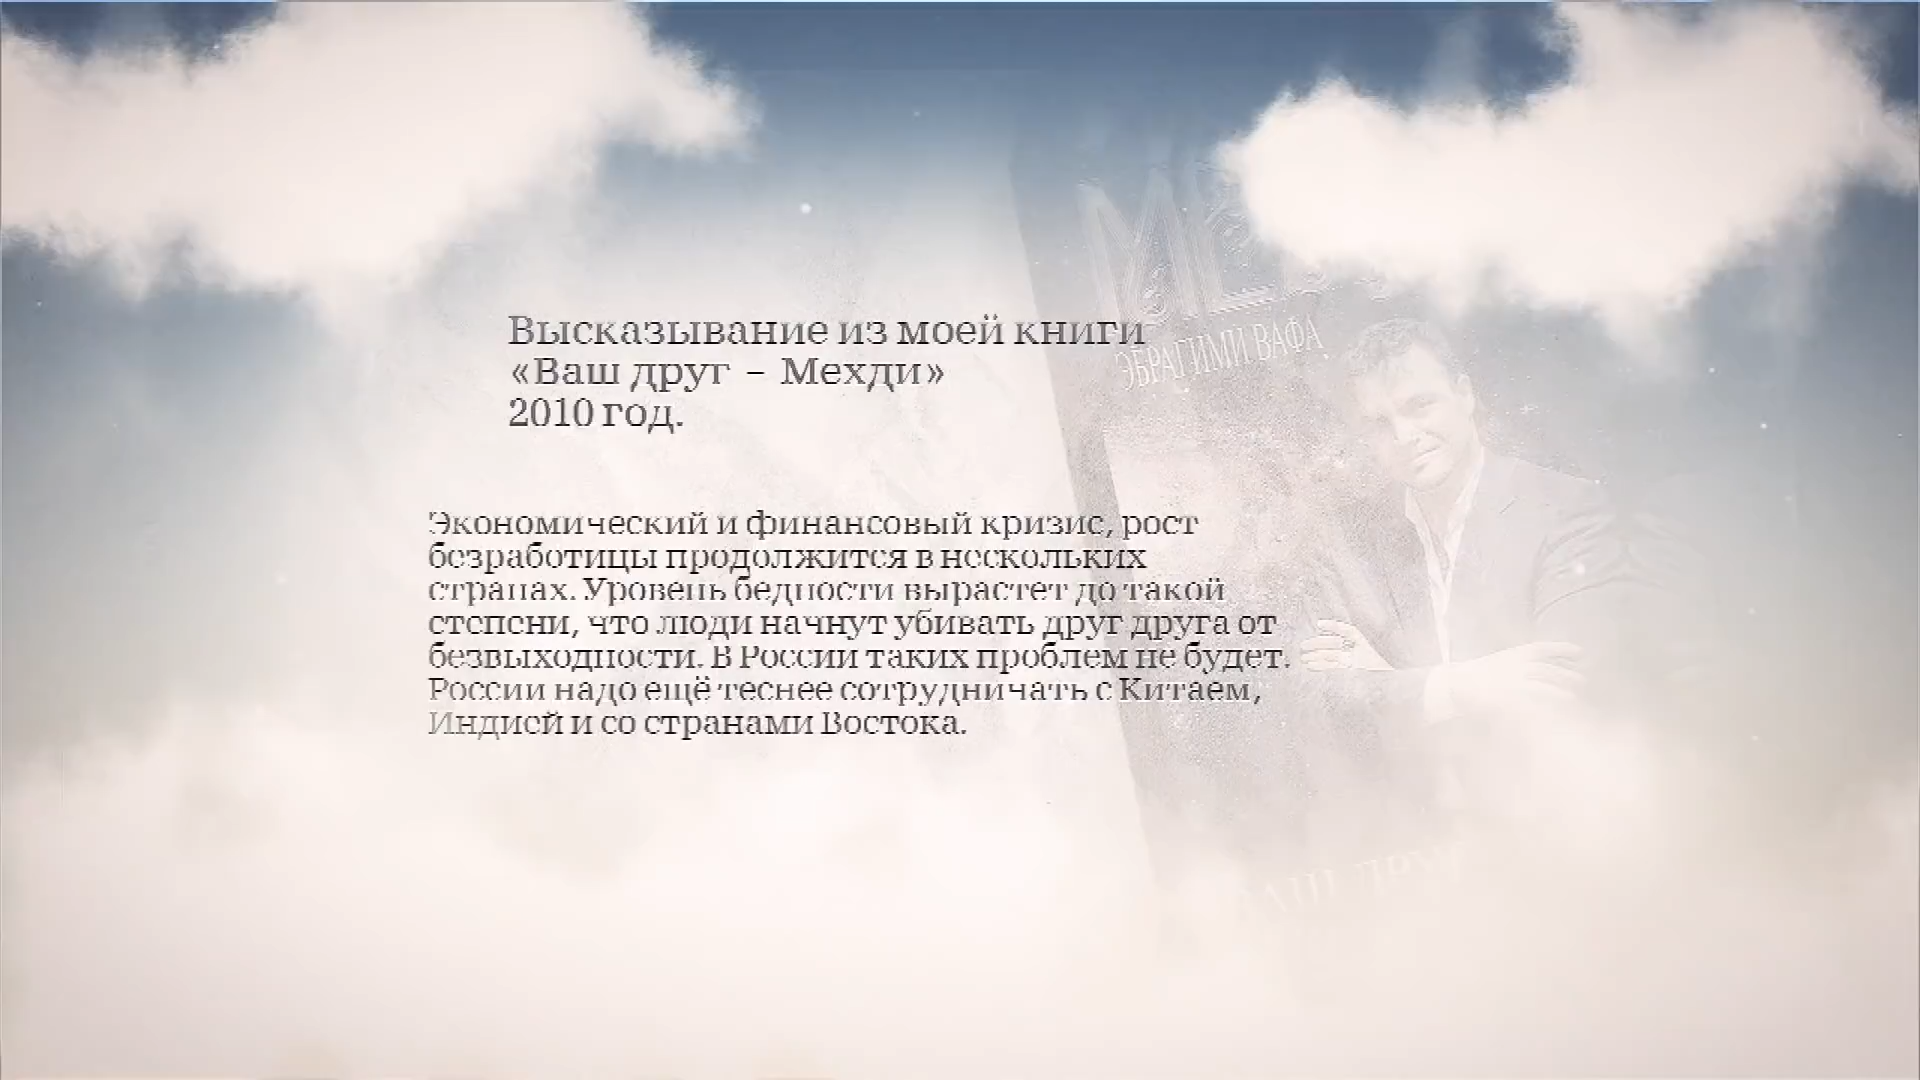 Высказывание из моей книги
«Ваш друг – Мехди»
2010 год.
ЭБРАГИМИ ВАФА
Экономический и финансовый кризис, рост
безработицы продолжится в нескольких
странах. Уровень бедности вырастет до такой
степени, что люди начнут убивать друг друга от
безвыходности. В России таких проблем не будет.
России надо ещё теснее сотрудничать с Китаем,
Индией и со странами Востока.
ВАШ ДРУГ